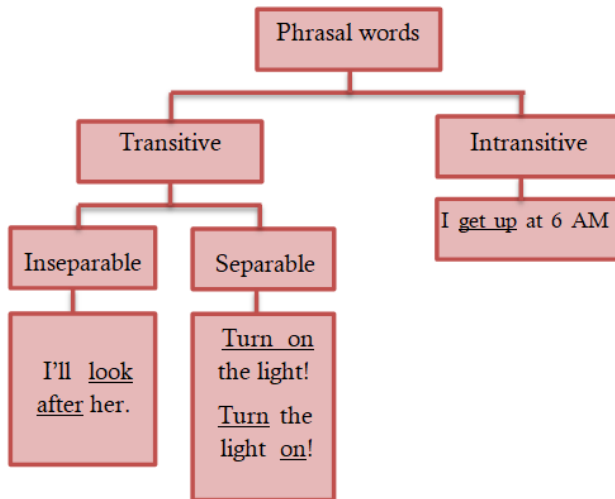 Phrasal words
Transitive
Intransitive
I get up at 6 AM
Inseparable
Separable
I’ll look
after her.
Turn on
the light!
Turn the
light on!